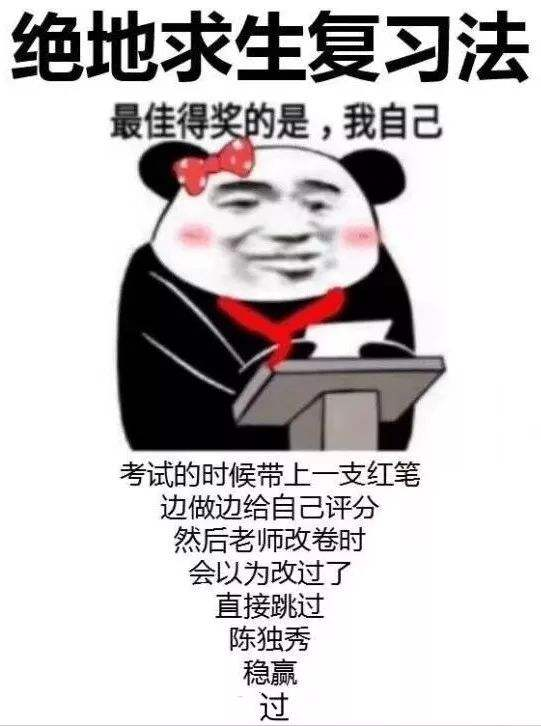 绝地求生复习法
最佳得奖的是，我自己
考试的时候带上一支红笔
边做边给自己评分
然后老师改卷时
会以为改过了
直接跳过
陈独秀
稳赢
过